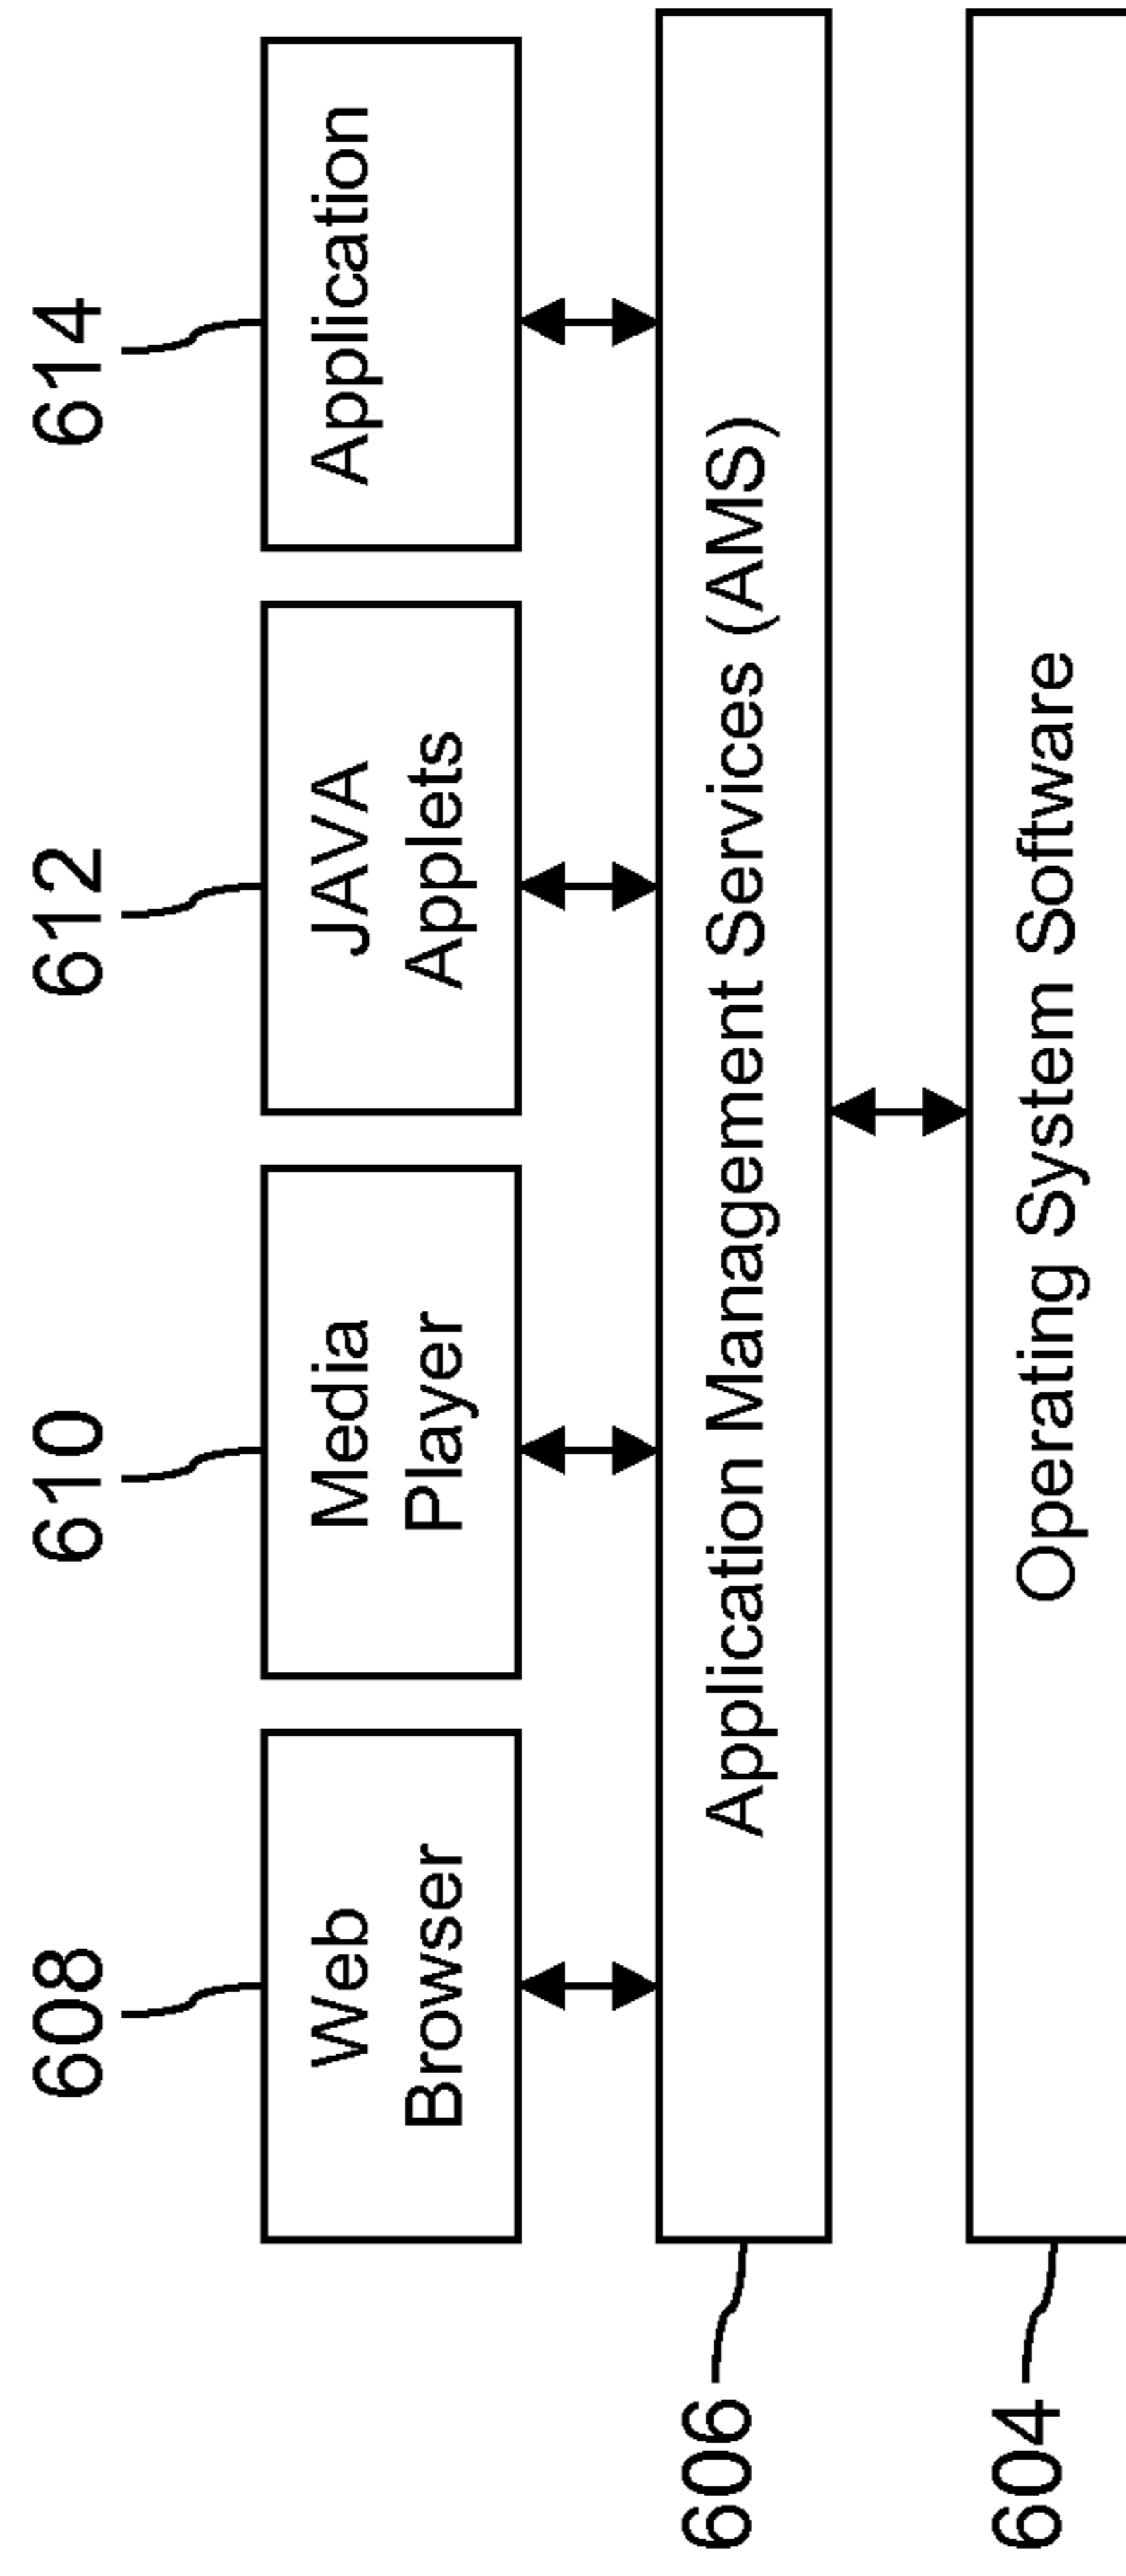 608
610
612
614
Web
Browser
Media
Player
JAVA
Applets
Application
606
Application Management Services (AMS)
604
Operating System Software